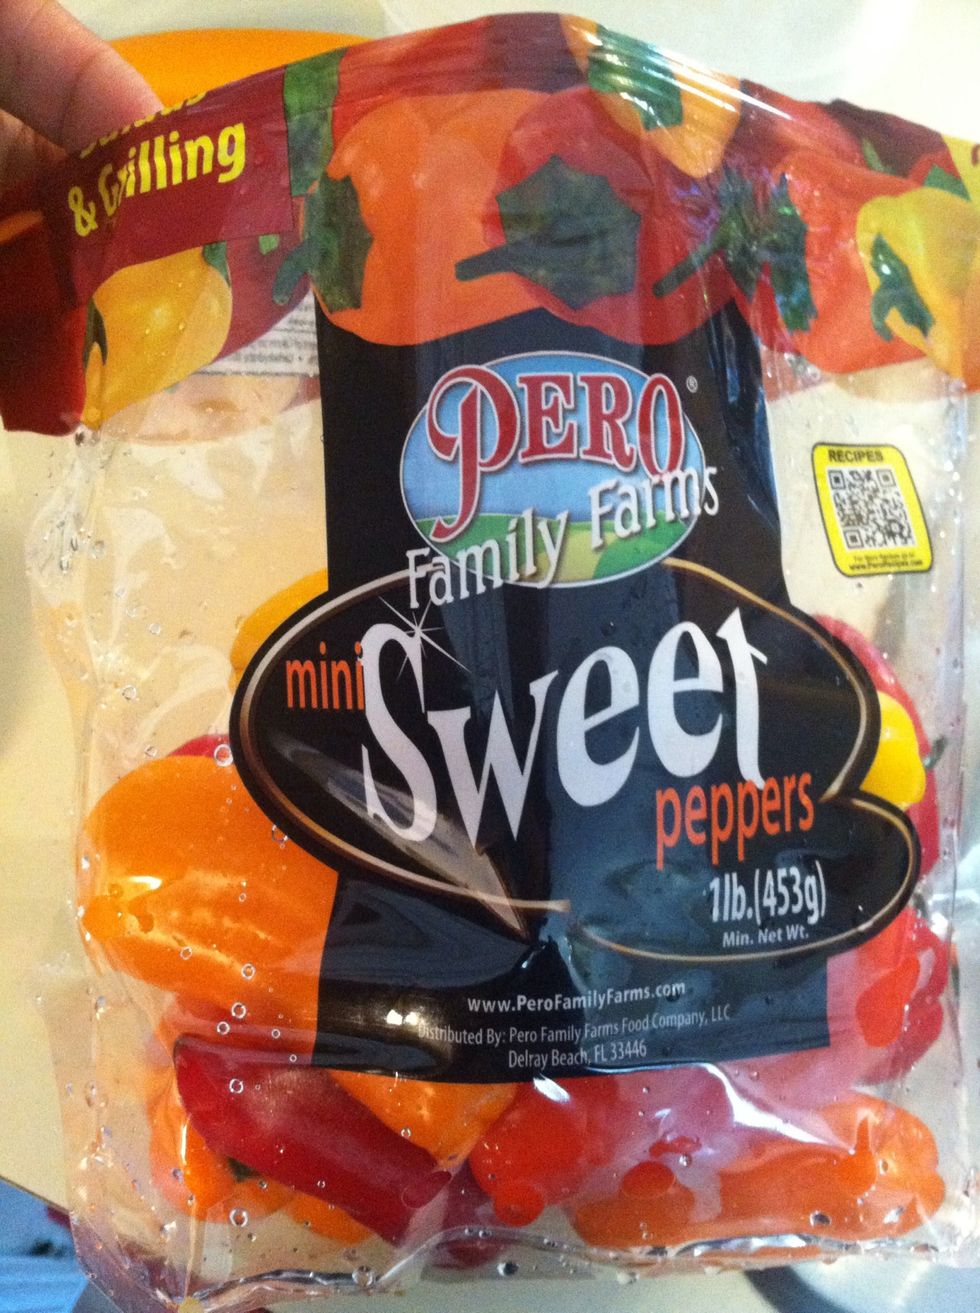 & Grilling
PERO®
Family Farms
RECIPES
mini
Sweet
peppers
1lb.(453g)
Min. Net Wt.
www.PeroFamilyFarms.com
Distributed By: Pero Family Farms Food Company, LLC
Delray Beach, FL 33446